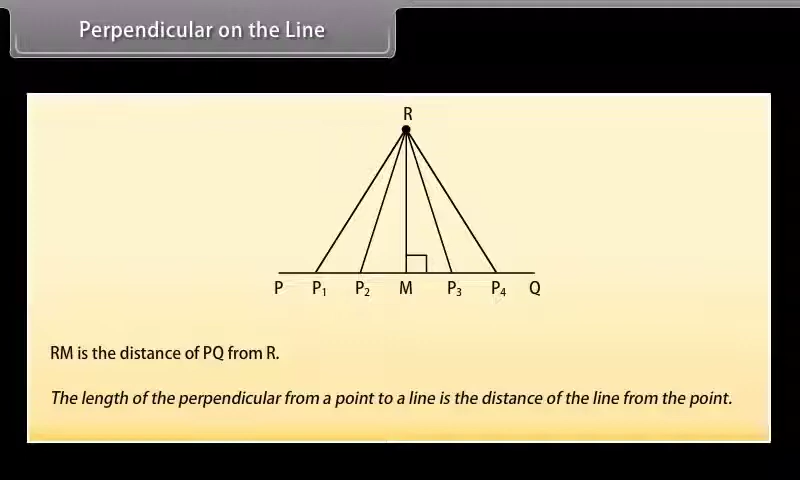 Perpendicular on the Line
R
P P₁ P₂ M P₃ P₄ Q
RM is the distance of PQ from R.
The length of the perpendicular from a point to a line is the distance of the line from the point.